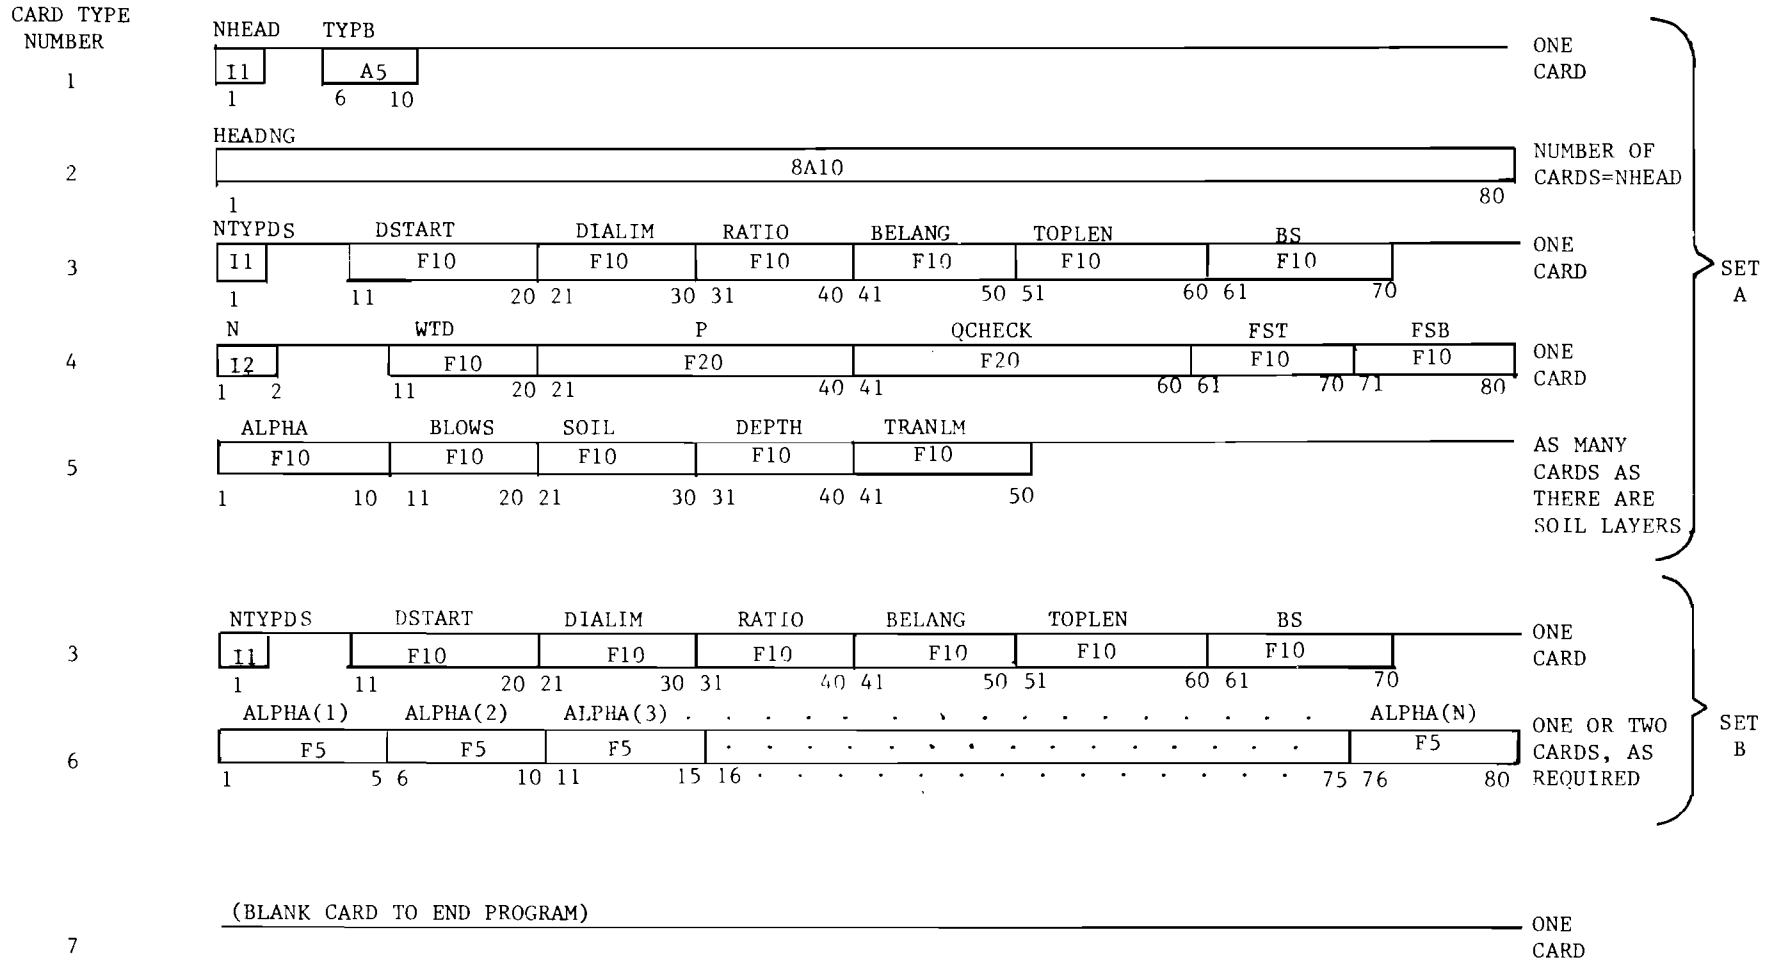 CARD TYPE
NUMBER
NHEAD TYPB
1 I1 A5 ONE
CARD
1 6 10
HEADNG
2 8A10 NUMBER OF
CARDS=NHEAD
1 80
NTYPDS DSTART DIALIM RATIO BELANG TOPLEN BS
3 I1 F10 F10 F10 F10 F10 F10 ONE
CARD
1 11 20 21 30 31 40 41 50 51 60 61 70
N WTD P QCHECK FST FSB
4 I2 F10 F20 F20 F10 F10 ONE
CARD
1 2 11 20 21 40 41 60 61 70 71 80
ALPHA BLOWS SOIL DEPTH TRANLM
5 F10 F10 F10 F10 F10 AS MANY
CARDS AS
THERE ARE
SOIL LAYERS
1 10 11 20 21 30 31 40 41 50
SET
A
NTYPDS DSTART DIALIM RATIO BELANG TOPLEN BS
3 I1 F10 F10 F10 F10 F10 F10 ONE
CARD
1 11 20 21 30 31 40 41 50 51 60 61 70
ALPHA(1) ALPHA(2) ALPHA(3) . . . . . . . . . . . . . . . . ALPHA(N)
6 F5 F5 F5 . . . . . . . . . . . . . . . F5 ONE OR TWO
CARDS, AS
REQUIRED
1 5 6 10 11 15 16 . . . . . . . . . . . . . . 75 76 80
SET
B
(BLANK CARD TO END PROGRAM)
7 ONE
CARD